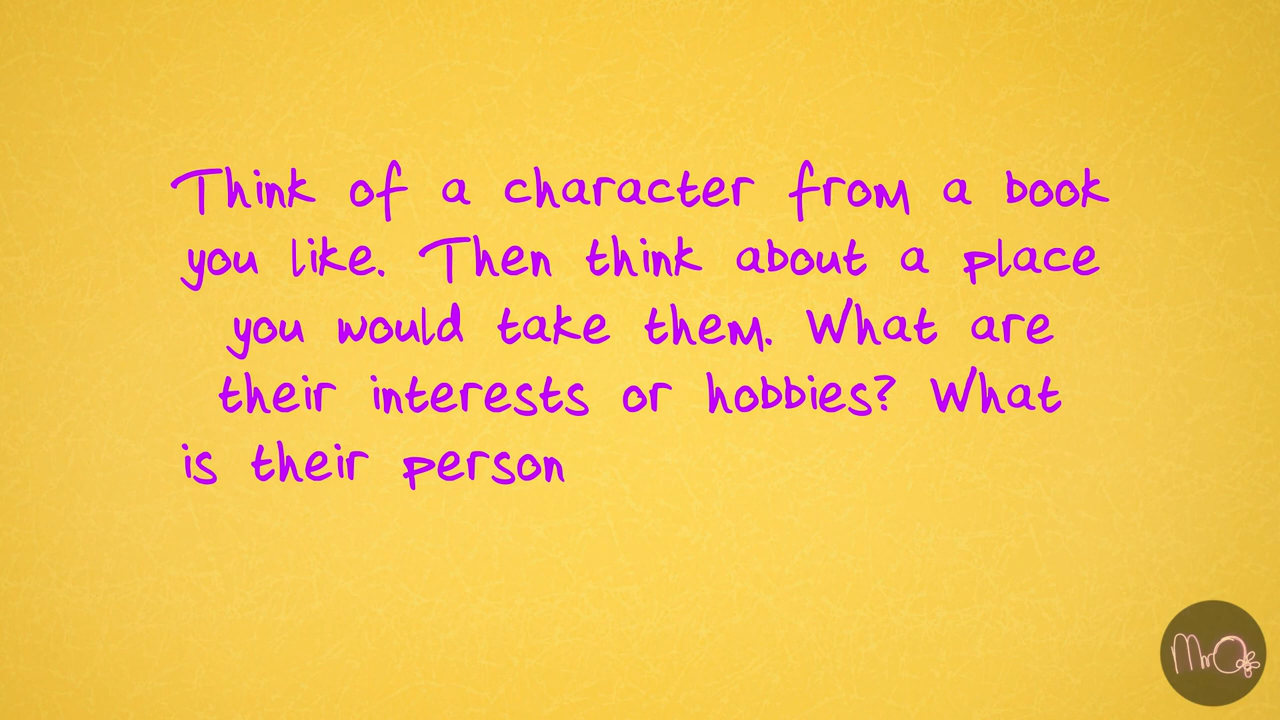 Think of a character from a book
you like. Then think about a place
you would take them. What are
their interests or hobbies? What
is their person